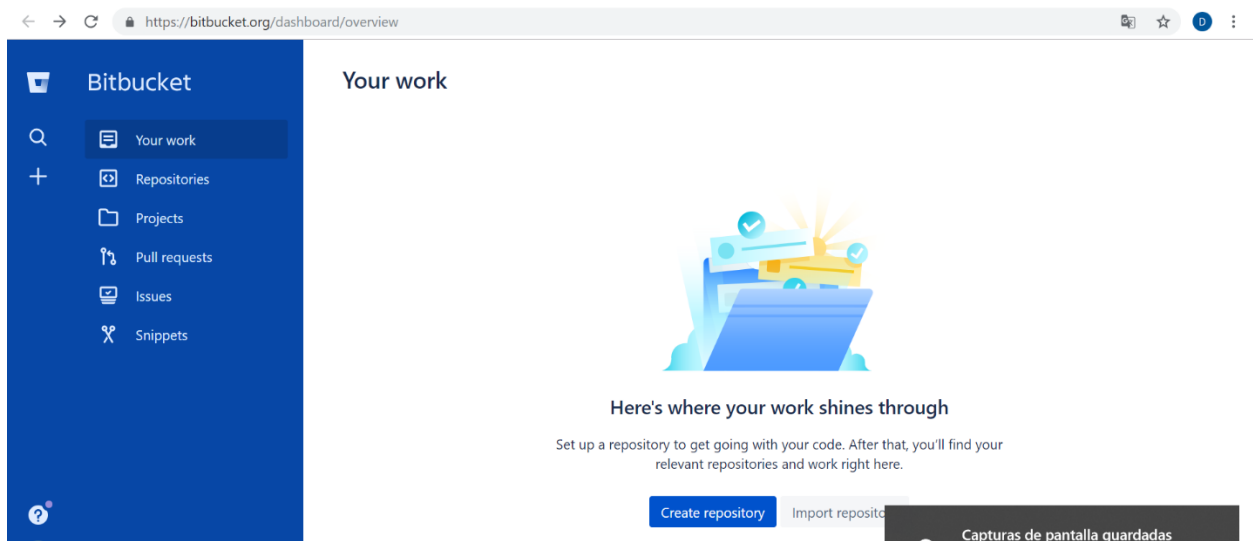 https://bitbucket.org/dashboard/overview
D
Bitbucket
Your work
Repositories
Projects
Pull requests
Issues
Snippets
Your work
Here's where your work shines through
Set up a repository to get going with your code. After that, you'll find your
relevant repositories and work right here.
Create repository
Import reposito
Capturas de pantalla guardadas